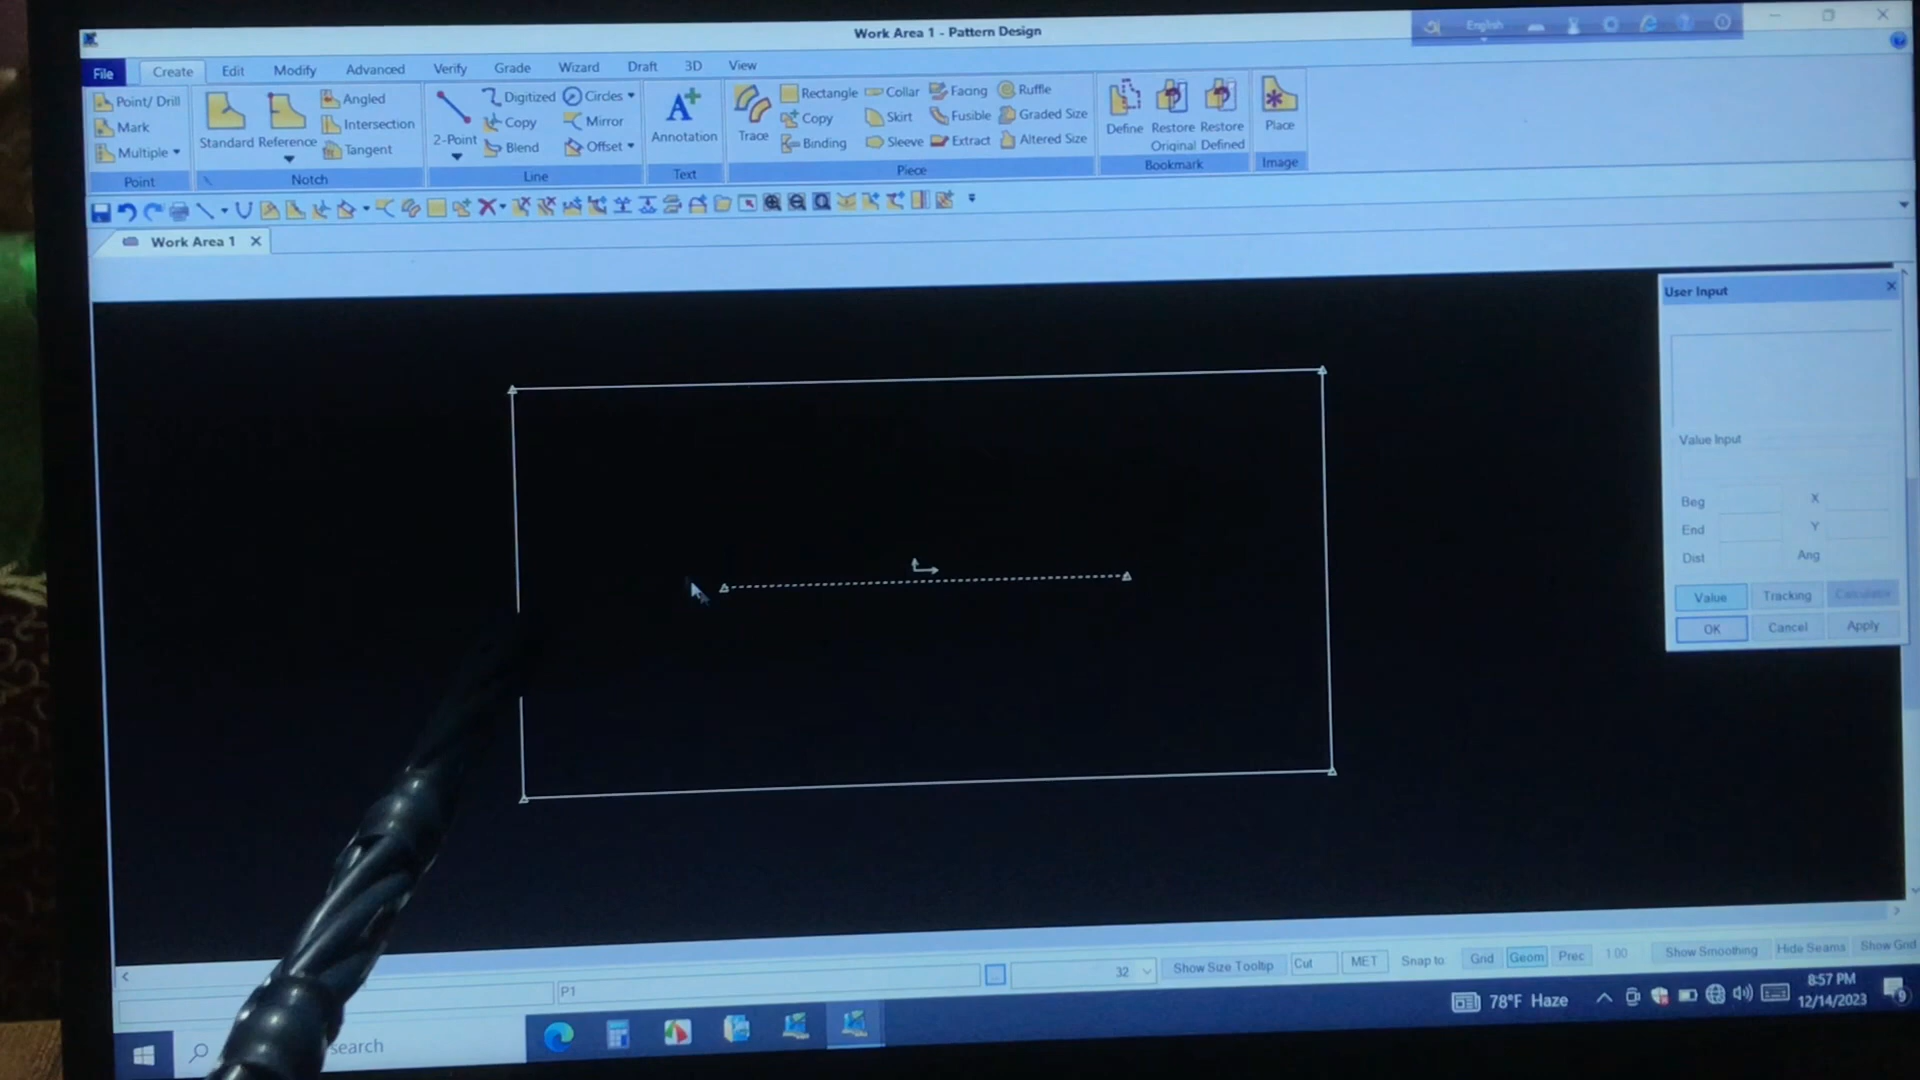 Work Area 1 - Pattern Design
English
File Create Edit Modify Advanced Verify Grade Wizard Draft 3D View
Point/ Drill
Mark
Multiple
Point
Standard
Reference
Angled
Intersection
Tangent
Notch
2-Point
Digitized
Copy
Blend
Circles
Mirror
Offset
Line
Annotation
Text
Trace
Rectangle
Copy
Binding
Collar
Skirt
Sleeve
Facing
Fusible
Extract
Ruffle
Graded Size
Altered Size
Piece
Define
Restore Original
Restore Defined
Bookmark
Place
Image
Work Area 1
User Input
Value Input
Beg X
End Y
Dist Ang
Value Tracking
OK Cancel Apply
32 Show Size Tooltip Cut MET Snap to Grid Geom Prec 1.00 Show Smoothing Hide Seams Show Grid
P1
search
78°F Haze
8:57 PM
12/14/2023
9